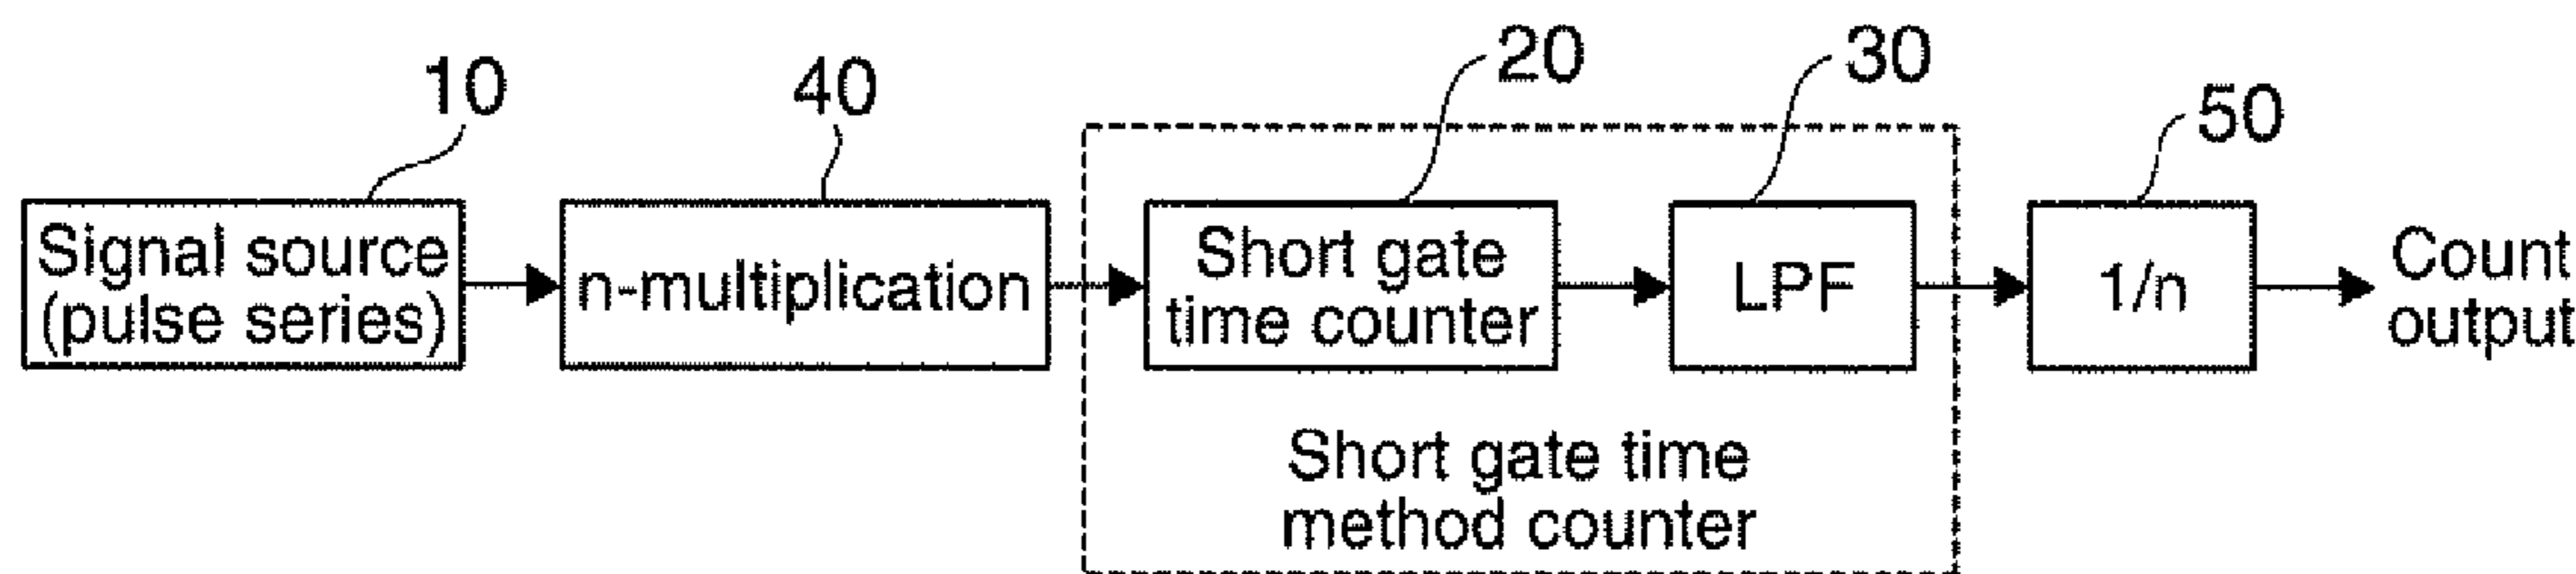 10
40
20
30
50
Signal source
(pulse series)
n-multiplication
Short gate
time counter
LPF
1/n
Count
output
Short gate time
method counter